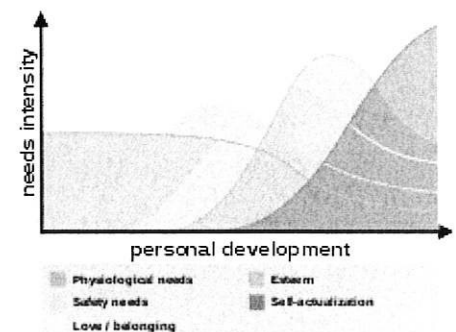 needs intensity
personal development
Physiological needs
Safety needs
Love / belonging
Esteem
Self-actualization